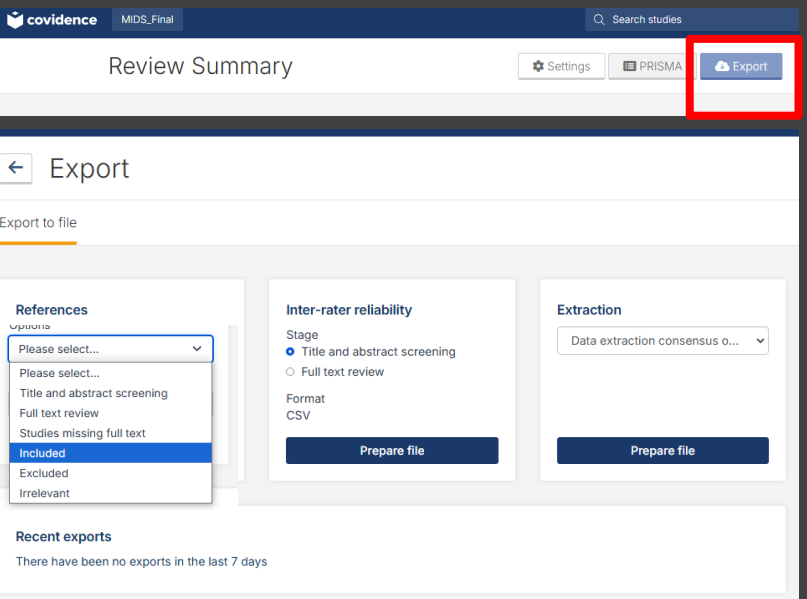 covidence MIDS_Final Search studies
Review Summary Settings PRISMA Export
Export
Export to file
References
Options
Please select...
Please select...
Title and abstract screening
Full text review
Studies missing full text
Included
Excluded
Irrelevant
Inter-rater reliability
Stage
Title and abstract screening
Full text review
Format
CSV
Prepare file
Extraction
Data extraction consensus o...
Prepare file
Recent exports
There have been no exports in the last 7 days